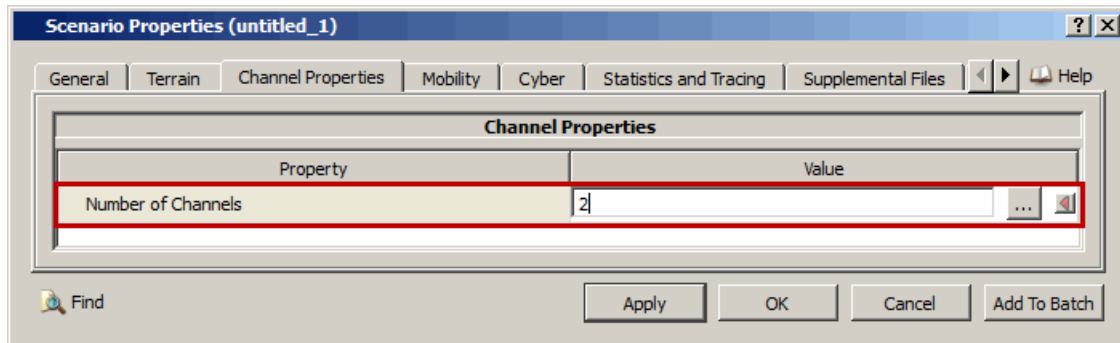 Scenario Properties (untitled_1)
? ×
General Terrain Channel Properties Mobility Cyber Statistics and Tracing Supplemental Files Help
Channel Properties
Property Value
Number of Channels 2 ...
Find Apply OK Cancel Add To Batch